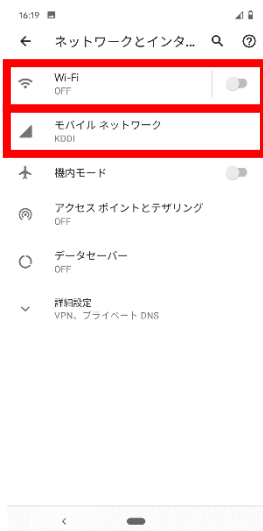 16:19
ネットワークとインタ...
Wi-Fi
OFF
モバイル ネットワーク
KDDI
機内モード
アクセス ポイントとテザリング
OFF
データセーバー
OFF
詳細設定
VPN、プライベート DNS